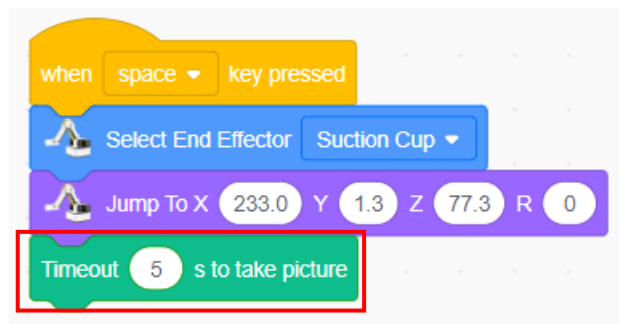 when space key pressed
Select End Effector Suction Cup
Jump To X 233.0 Y 1.3 Z 77.3 R 0
Timeout 5 s to take picture